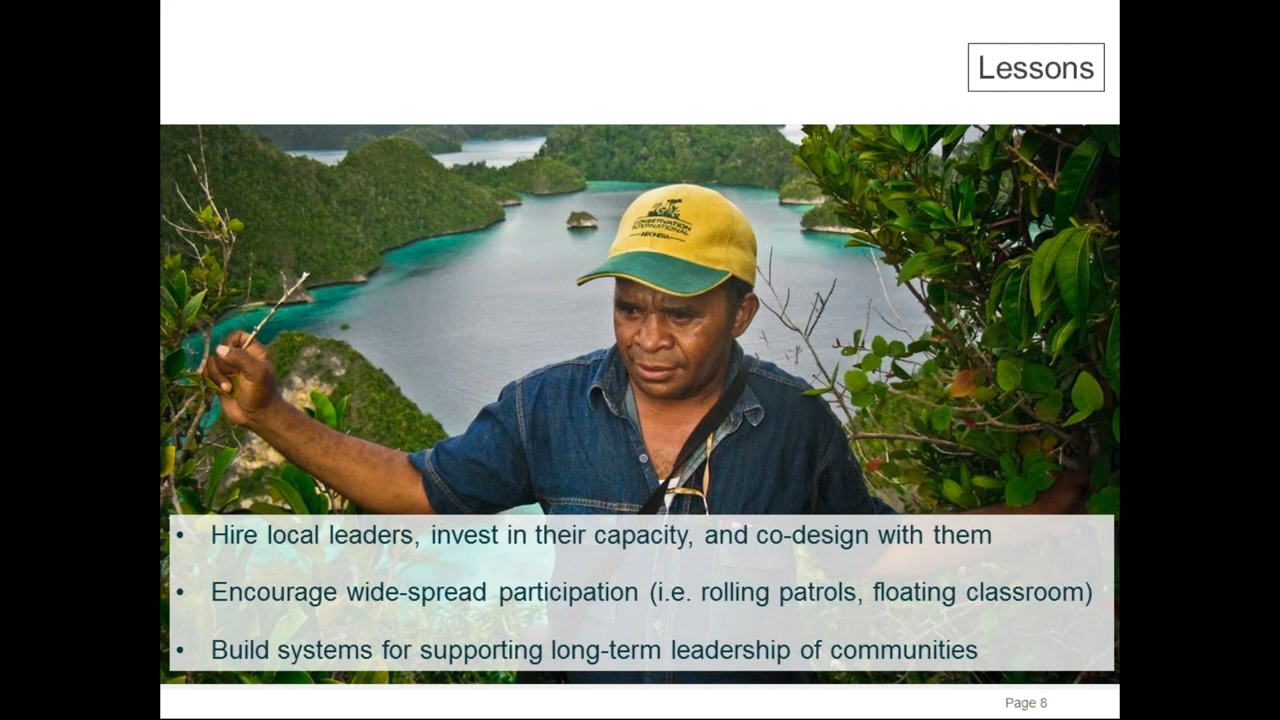 Lessons
CONSERVATION
INTERNATIONAL
INDONESIA
• Hire local leaders, invest in their capacity, and co-design with them
• Encourage wide-spread participation (i.e. rolling patrols, floating classroom)
• Build systems for supporting long-term leadership of communities
Page 8